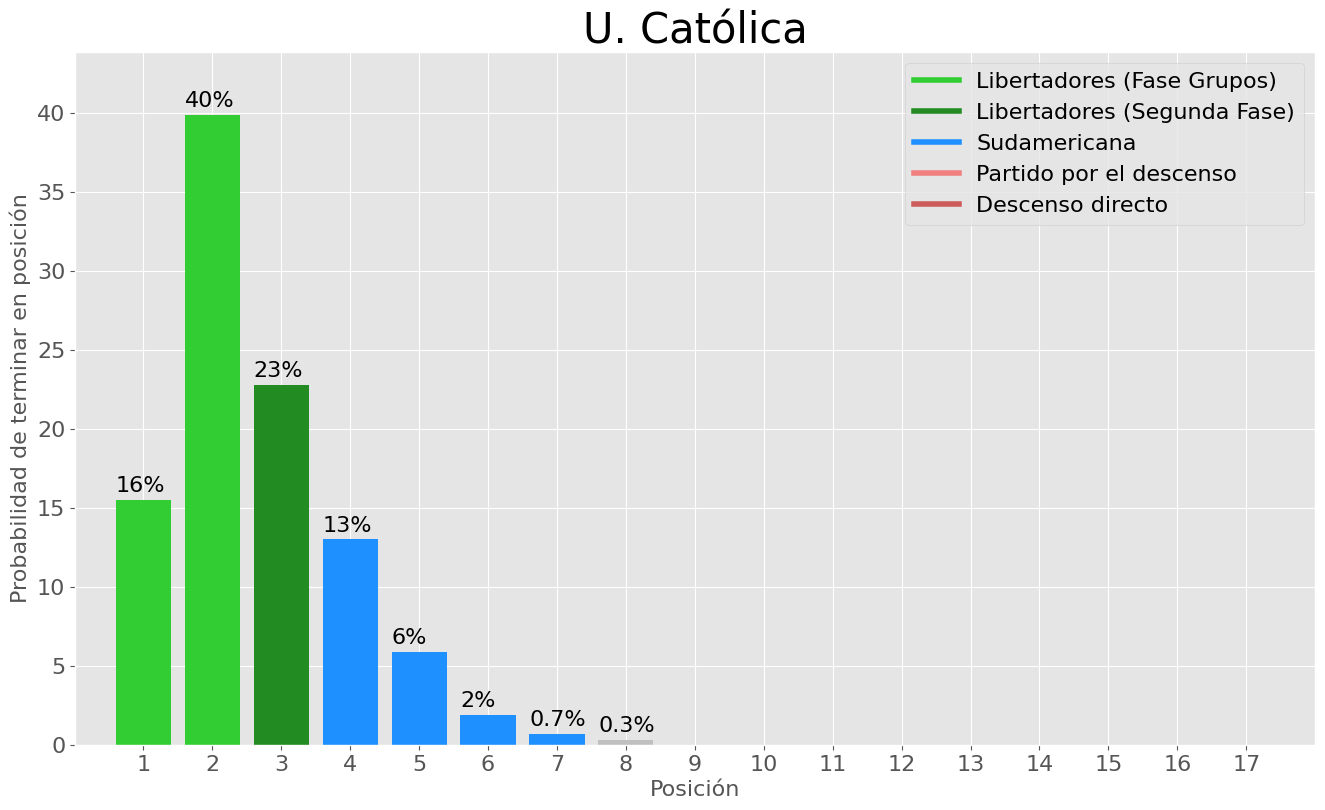 U. Católica
Libertadores (Fase Grupos)
Libertadores (Segunda Fase)
Sudamericana
Partido por el descenso
Descenso directo
Probabilidad de terminar en posición
40
35
30
25
20
15
10
5
0
16%
40%
23%
13%
6%
2%
0.7%
0.3%
1 2 3 4 5 6 7 8 9 10 11 12 13 14 15 16 17
Posición